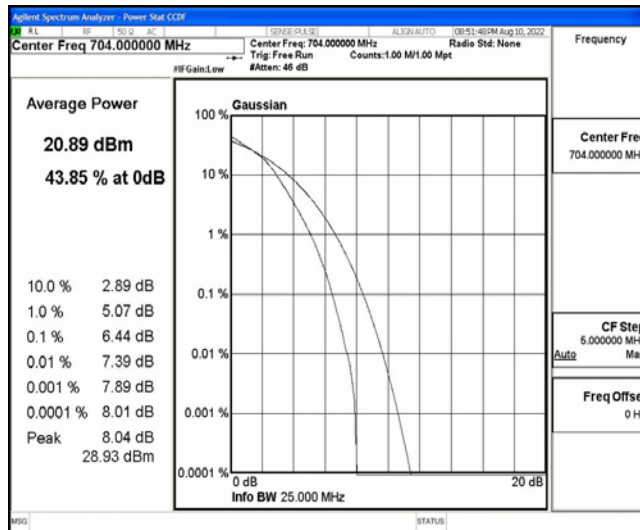 Agilent Spectrum Analyzer - Power Stat CCDF
RL RF 50 Ω AC SENSE:PULSE ALIGN AUTO 08:51:48 PM Aug 10, 2022
Center Freq 704.000000 MHz
Center Freq: 704.000000 MHz Radio Std: None
Trig: Free Run Counts:1.00 M/1.00 Mpt
#IFGain:Low #Atten: 46 dB
Frequency
Average Power
20.89 dBm
43.85 % at 0dB
10.0 % 2.89 dB
1.0 % 5.07 dB
0.1 % 6.44 dB
0.01 % 7.39 dB
0.001 % 7.89 dB
0.0001 % 8.01 dB
Peak 8.04 dB
28.93 dBm
Gaussian
100 %
10 %
1 %
0.1 %
0.01 %
0.001 %
0.0001 %
0 dB 20 dB
Info BW 25.000 MHz
Center Fre
704.000000 MH
CF Step
5.000000 MH
Auto Ma
Freq Offse
0 H
MSG STATUS